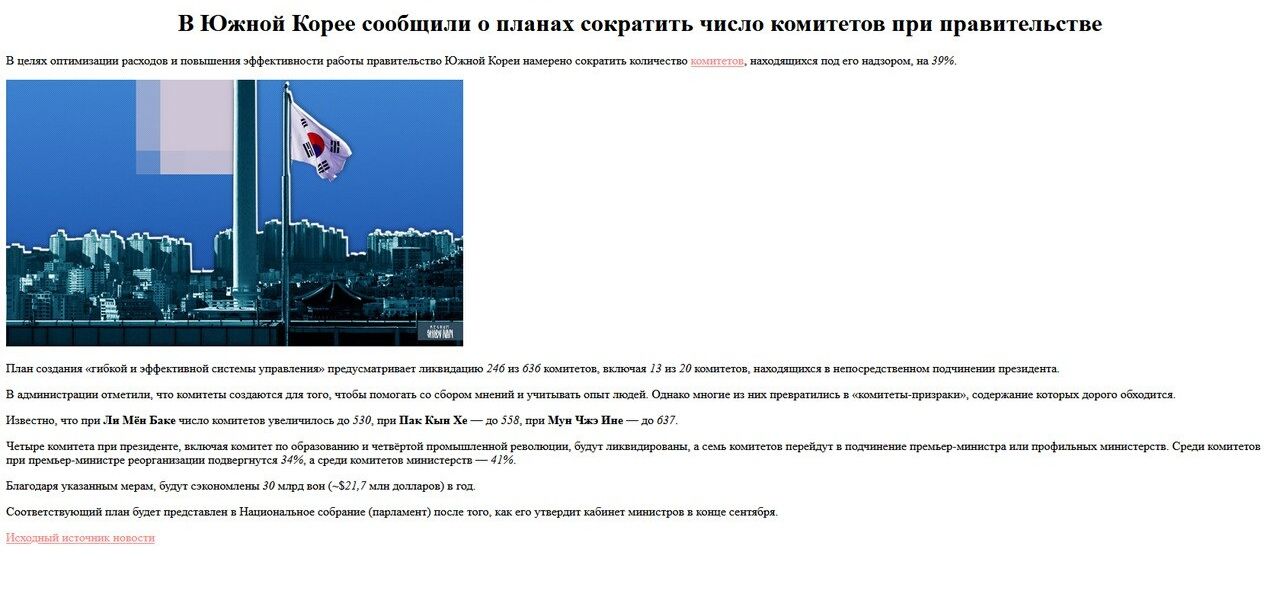 В Южной Корее сообщили о планах сократить число комитетов при правительстве
В целях оптимизации расходов и повышения эффективности работы правительство Южной Кореи намерено сократить количество комитетов, находящихся под его надзором, на 39%.
План создания «гибкой и эффективной системы управления» предусматривает ликвидацию 246 из 636 комитетов, включая 13 из 20 комитетов, находящихся в непосредственном подчинении президента.
В администрации отметили, что комитеты создаются для того, чтобы помогать со сбором мнений и учитывать опыт людей. Однако многие из них превратились в «комитеты-призраки», содержание которых дорого обходится.
Известно, что при Ли Мён Баке число комитетов увеличилось до 530, при Пак Кын Хе — до 558, при Мун Чжэ Ине — до 637.
Четыре комитета при президенте, включая комитет по образованию и четвёртой промышленной революции, будут ликвидированы, а семь комитетов перейдут в подчинение премьер-министра или профильных министерств. Среди комитетов
при премьер-министре реорганизации подвергнутся 34%, а среди комитетов министерств — 41%.
Благодаря указанным мерам, будут сэкономлены 30 млрд вон (~$21,7 млн долларов) в год.
Соответствующий план будет представлен в Национальное собрание (парламент) после того, как его утвердит кабинет министров в конце сентября.
Исходный источник новости